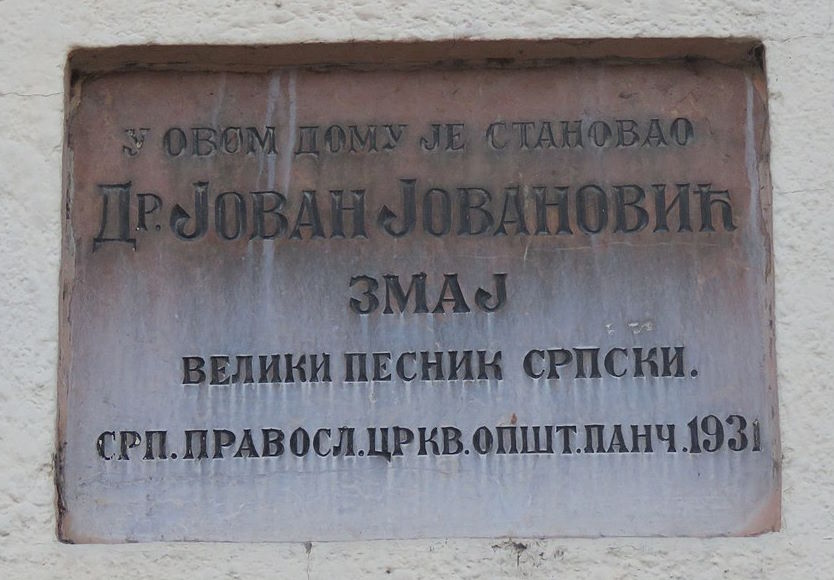 У ОВОМ ДОМУ ЈЕ СТАНОВАО
ДР. ЈОВАН ЈОВАНОВИЋ
ЗМАЈ
ВЕЛИКИ ПЕСНИК СРПСКИ.
СРП. ПРАВОСЛ. ЦРКВ. ОПШТ. ПАНЧ. 1931